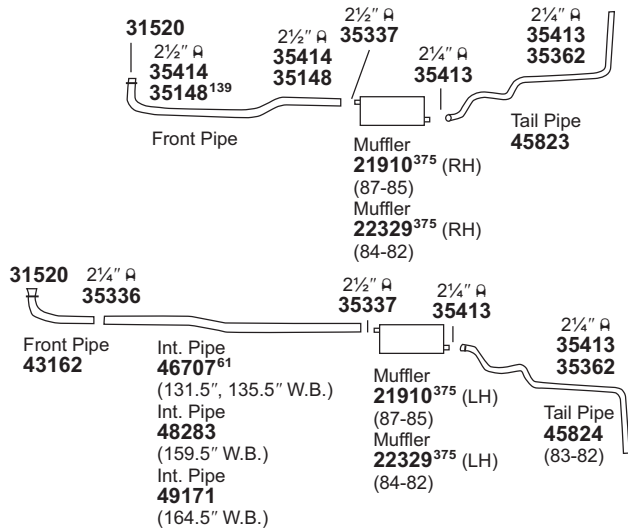 31520
2½″
35414
35148¹³⁹
Front Pipe
2½″
35414
35148
2½″
35337
2¼″
35413
2¼″
35413
35362
Tail Pipe
45823
Muffler
21910³⁷⁵ (RH)
(87-85)
Muffler
22329³⁷⁵ (RH)
(84-82)
31520
2¼″
35336
Front Pipe
43162
Int. Pipe
46707⁶¹
(131.5″, 135.5″ W.B.)
Int. Pipe
48283
(159.5″ W.B.)
Int. Pipe
49171
(164.5″ W.B.)
2½″
35337
2¼″
35413
Muffler
21910³⁷⁵ (LH)
(87-85)
Muffler
22329³⁷⁵ (LH)
(84-82)
2¼″
35413
35362
Tail Pipe
45824
(83-82)